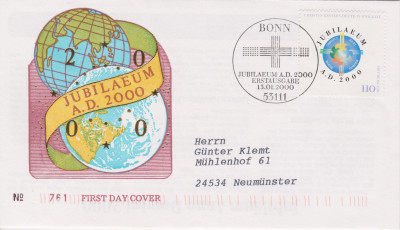 2 0
JUBILAEUM
A.D. 2000
0 0
No 761 FIRST DAY COVER
BONN
JUBILAEUM A.D. 2000
ERSTAUSGABE
13.01.2000
53111
JUBILAEUM
A.D. 2000
110
Herrn
Günter Klemt
Mühlenhof 61
24534 Neumünster